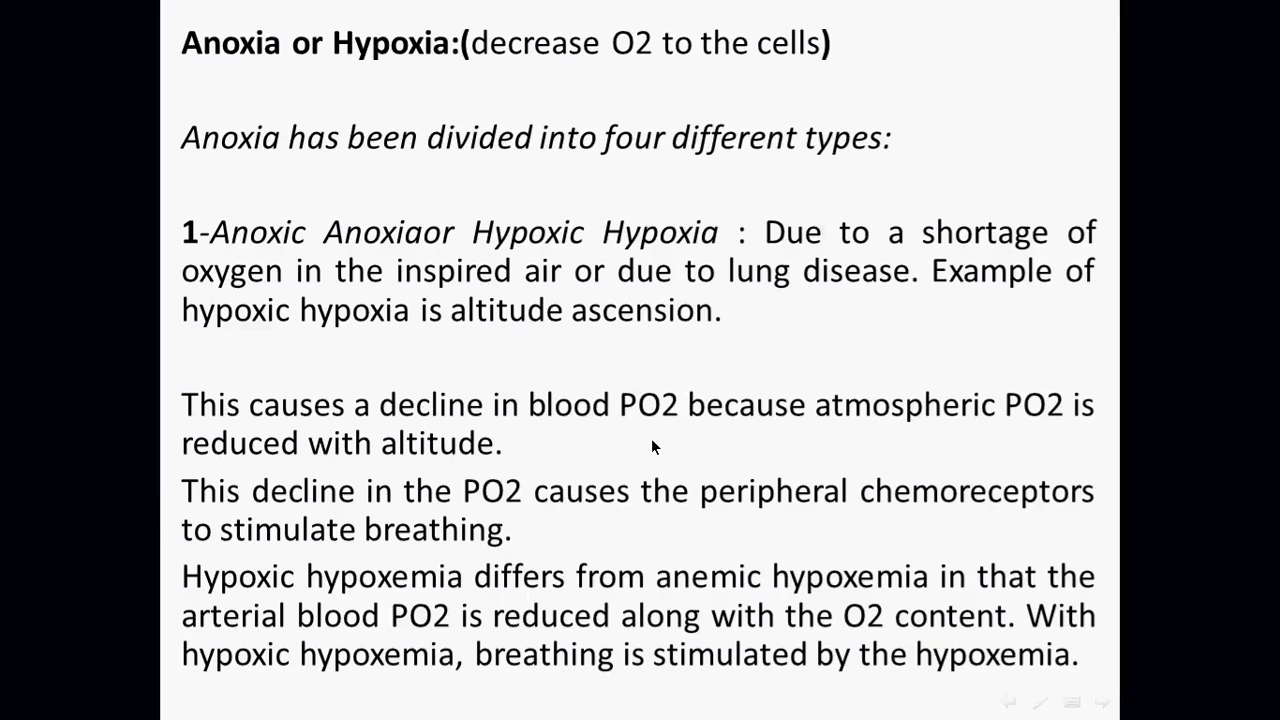 Anoxia or Hypoxia:(decrease O2 to the cells)
Anoxia has been divided into four different types:
1-Anoxic Anoxiaor Hypoxic Hypoxia : Due to a shortage of
oxygen in the inspired air or due to lung disease. Example of
hypoxic hypoxia is altitude ascension.
This causes a decline in blood PO2 because atmospheric PO2 is
reduced with altitude.
This decline in the PO2 causes the peripheral chemoreceptors
to stimulate breathing.
Hypoxic hypoxemia differs from anemic hypoxemia in that the
arterial blood PO2 is reduced along with the O2 content. With
hypoxic hypoxemia, breathing is stimulated by the hypoxemia.